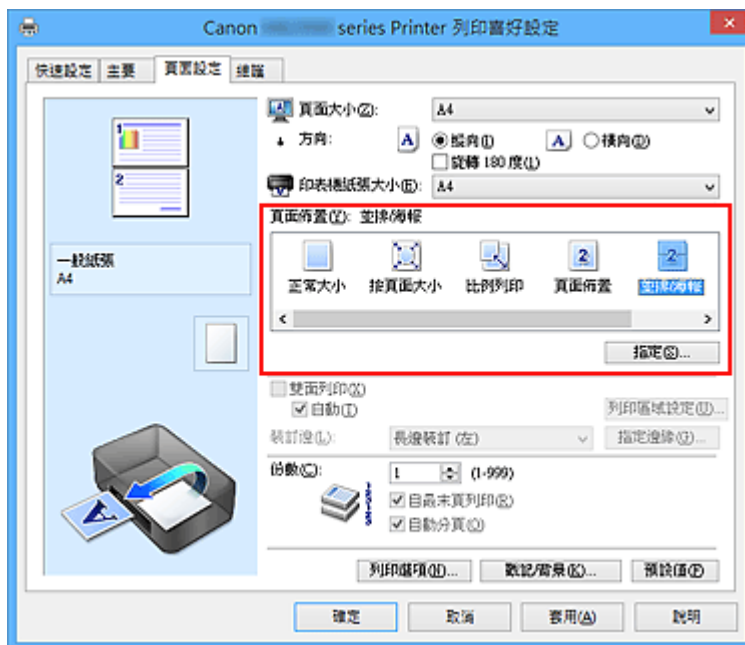 Canon series Printer 列印喜好設定
快速設定 主要 頁面設定 維護
頁面大小(Z): A4
方向: A 縱向(I) A 橫向(D)
旋轉 180 度(L)
印表機紙張大小(E): A4
頁面佈置(Y): 並排/海報
正常大小 按頁面大小 比例列印 頁面佈置 並排/海報
指定(S)...
1
2
一般紙張
A4
雙面列印(X)
自動(T)
列印區域設定(U)...
裝訂邊(L): 長邊裝訂 (左) 指定邊緣(G)...
份數(C): 1 (1-999)
自最末頁列印(R)
自動分頁(O)
列印選項(N)... 戳記/背景(K)... 預設值(F)
確定 取消 套用(A) 說明